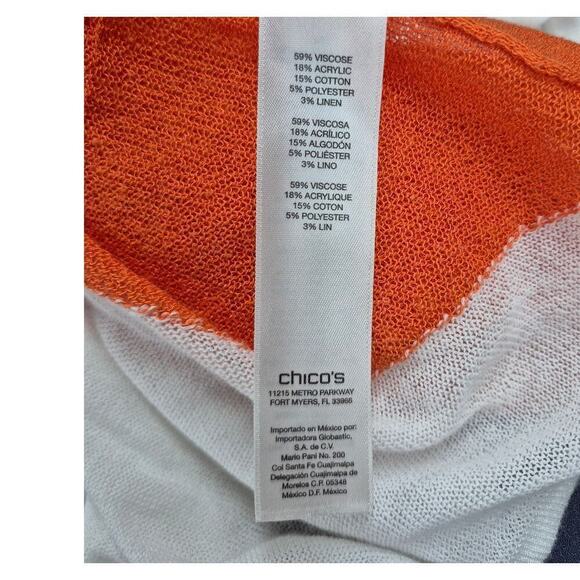 59% VISCOSE
18% ACRYLIC
15% COTTON
5% POLYESTER
3% LINEN
59% VISCOSA
18% ACRÍLICO
15% ALGODÓN
5% POLIÉSTER
3% LINO
59% VISCOSE
18% ACRYLIQUE
15% COTON
5% POLYESTER
3% LIN
chico's
11215 METRO PARKWAY
FORT MYERS, FL 33966
Importado en México por:
Importadora Globastic,
S.A. de C.V.
Mario Pani No. 200
Col Santa Fe Cuajimalpa
Delegación Cuajimalpa de
Morelos C.P. 05348
México D.F. México